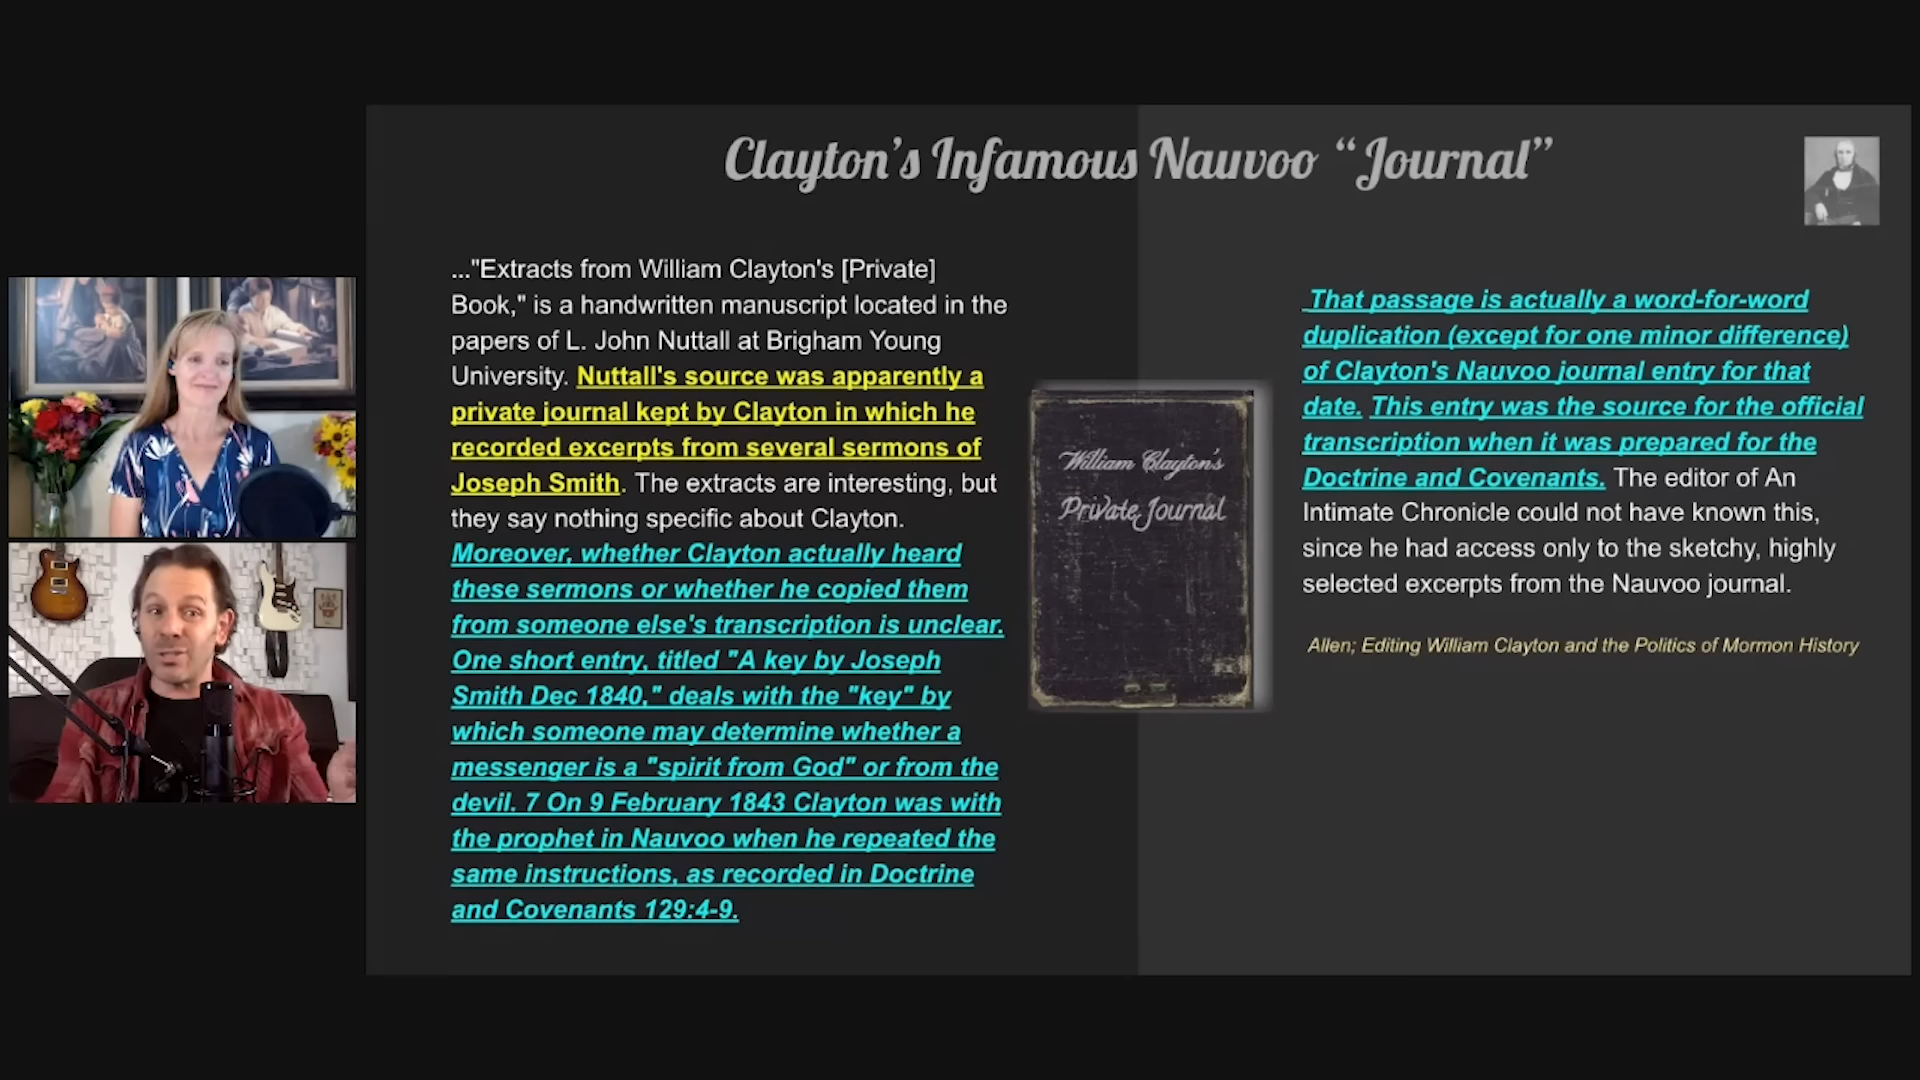 Clayton's Infamous Nauvoo “Journal”
..."Extracts from William Clayton's [Private]
Book," is a handwritten manuscript located in the
papers of L. John Nuttall at Brigham Young
University. Nuttall's source was apparently a
private journal kept by Clayton in which he
recorded excerpts from several sermons of
Joseph Smith. The extracts are interesting, but
they say nothing specific about Clayton.
Moreover, whether Clayton actually heard
these sermons or whether he copied them
from someone else's transcription is unclear.
One short entry, titled "A key by Joseph
Smith Dec 1840," deals with the "key" by
which someone may determine whether a
messenger is a "spirit from God" or from the
devil. 7 On 9 February 1843 Clayton was with
the prophet in Nauvoo when he repeated the
same instructions, as recorded in Doctrine
and Covenants 129:4-9.
William Clayton's
Private Journal
That passage is actually a word-for-word
duplication (except for one minor difference)
of Clayton's Nauvoo journal entry for that
date. This entry was the source for the official
transcription when it was prepared for the
Doctrine and Covenants. The editor of An
Intimate Chronicle could not have known this,
since he had access only to the sketchy, highly
selected excerpts from the Nauvoo journal.
Allen; Editing William Clayton and the Politics of Mormon History